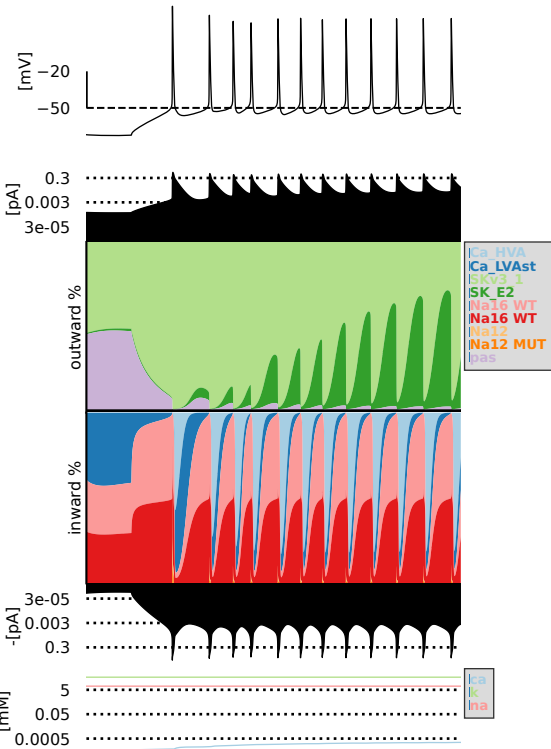 [mV]
−20
−50
[pA]
0.3
0.003
3e-05
outward %
Ca_HVA
Ca_LVAst
SKv3_1
SK_E2
Na16 WT
Na16 WT
Na12
Na12 MUT
pas
inward %
-[pA]
3e-05
0.003
0.3
[mM]
5
0.05
0.0005
ca
k
na